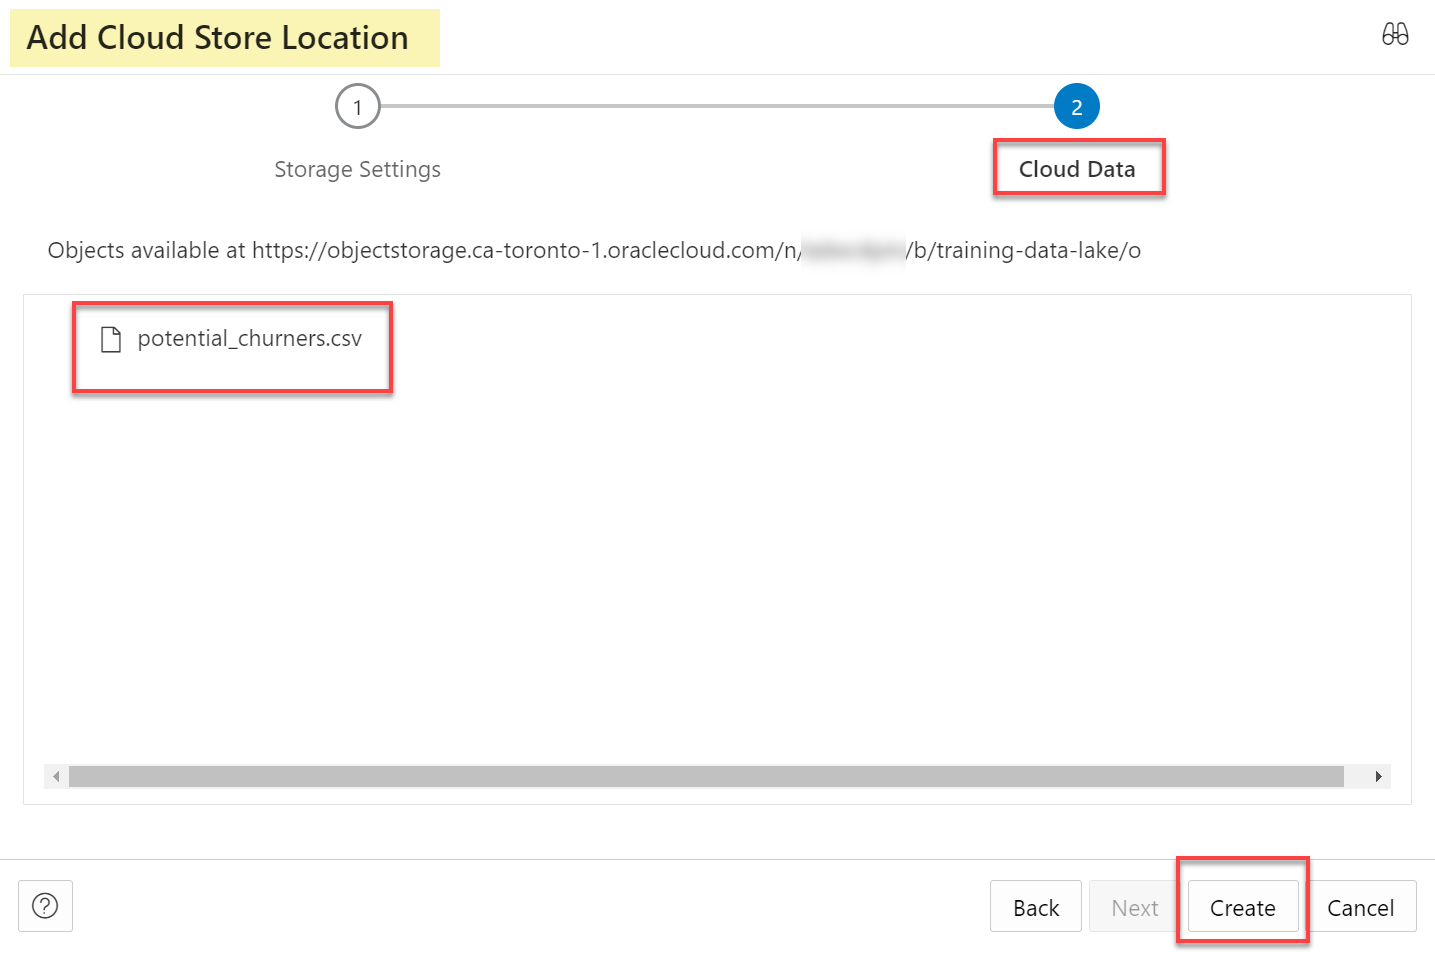 Add Cloud Store Location
1
2
Storage Settings
Cloud Data
Objects available at https://objectstorage.ca-toronto-1.oraclecloud.com/n/ /b/training-data-lake/o
potential_churners.csv
?
Back
Next
Create
Cancel